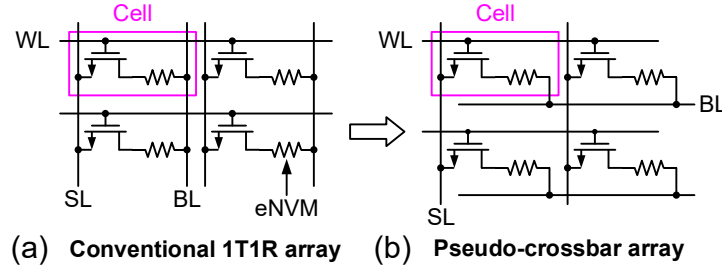 Cell
WL
SL
BL
eNVM
(a) Conventional 1T1R array
Cell
WL
BL
SL
(b) Pseudo-crossbar array